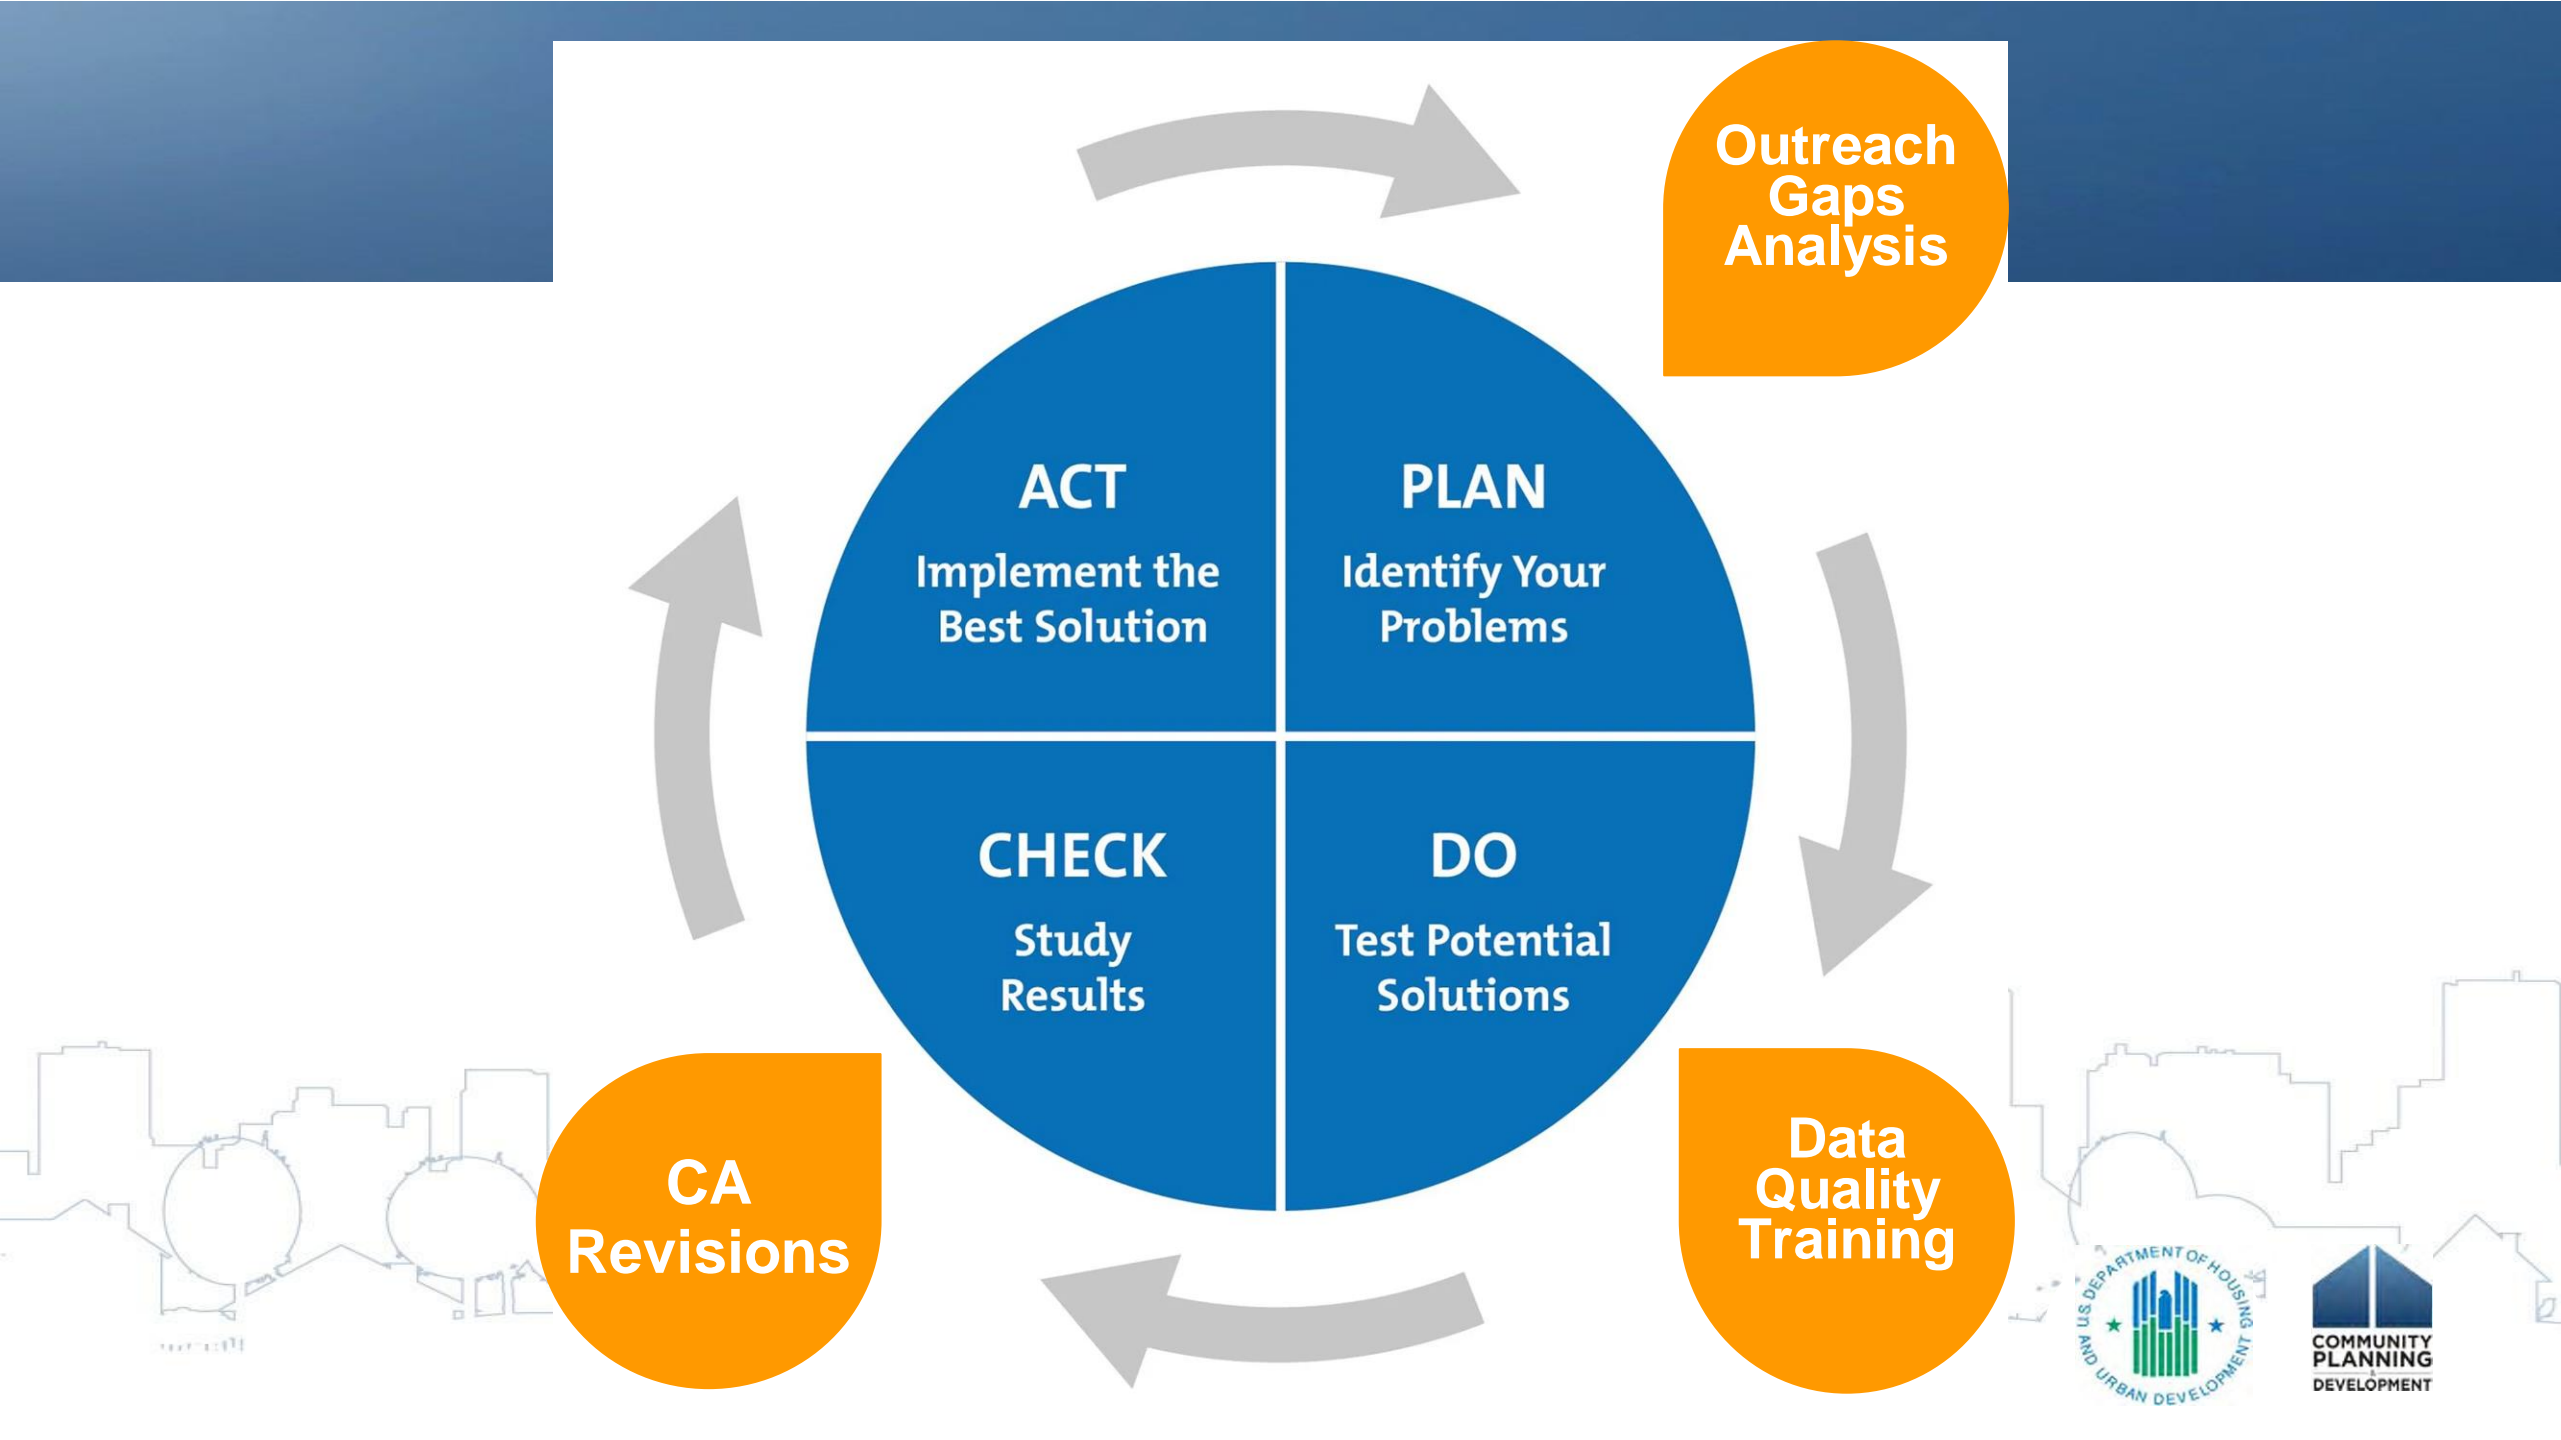 Outreach
Gaps
Analysis
ACT
Implement the
Best Solution
PLAN
Identify Your
Problems
CHECK
Study
Results
DO
Test Potential
Solutions
CA
Revisions
Data
Quality
Training
U.S. DEPARTMENT OF HOUSING
AND URBAN DEVELOPMENT
COMMUNITY
PLANNING
&
DEVELOPMENT